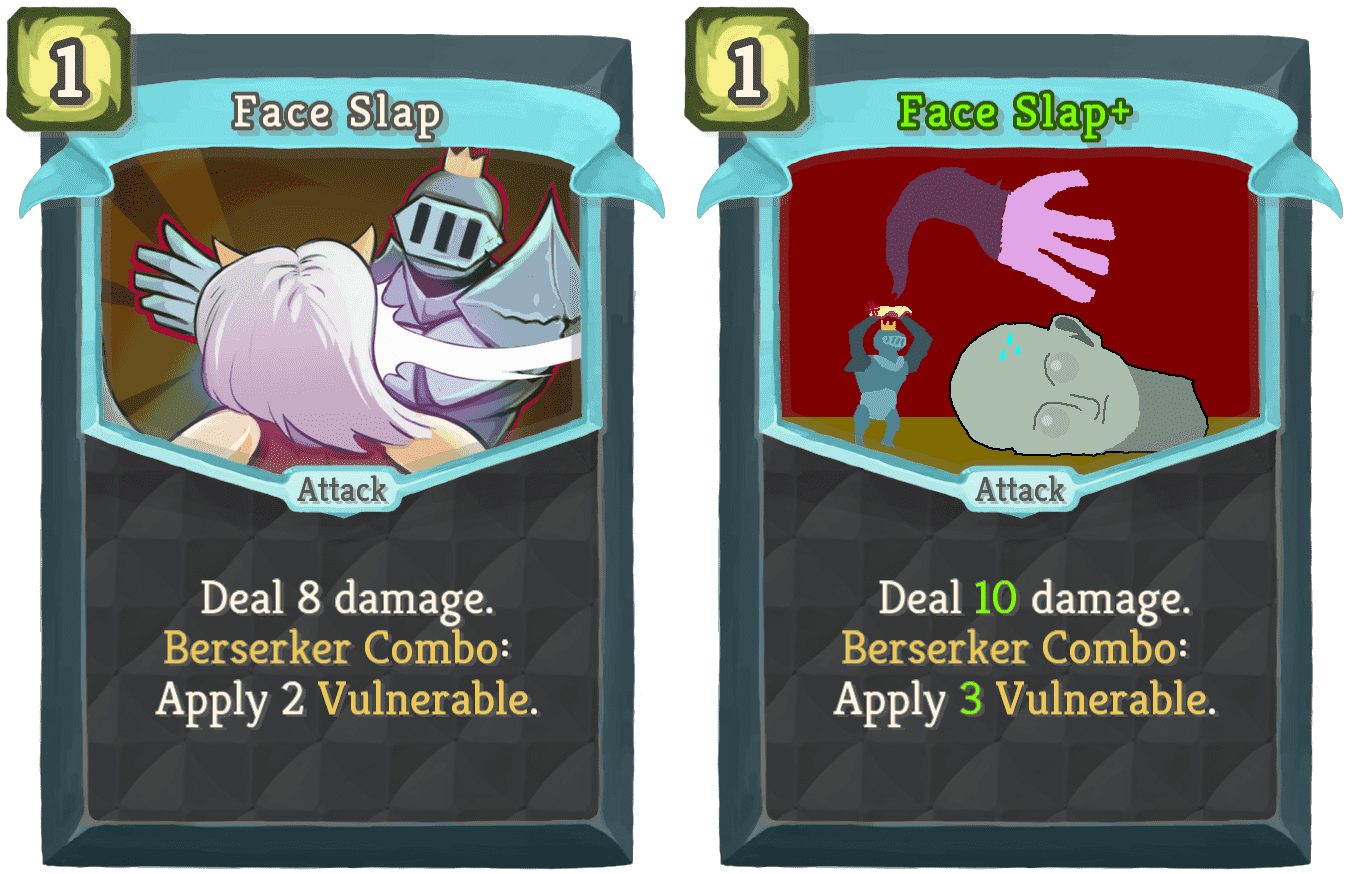 1
Face Slap
Attack
Deal 8 damage.
Berserker Combo:
Apply 2 Vulnerable.
1
Face Slap+
Attack
Deal 10 damage.
Berserker Combo:
Apply 3 Vulnerable.